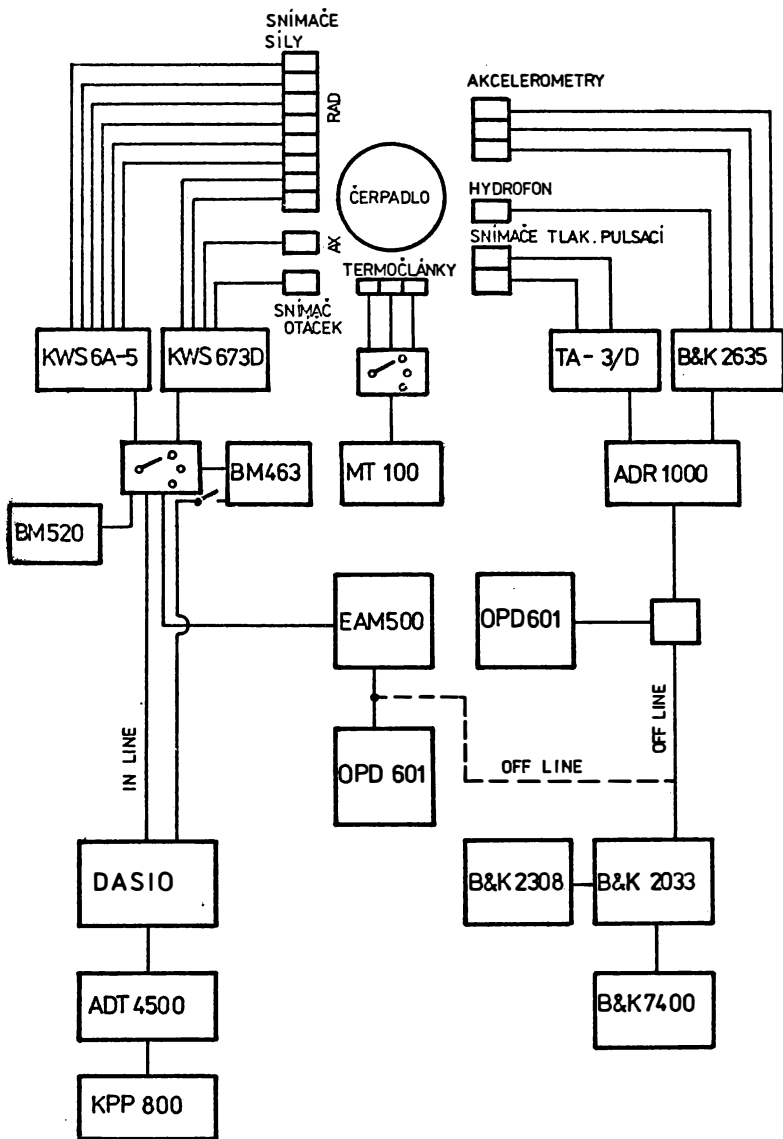 SNÍMAČE
SÍLY
RAD
AKCELEROMETRY
ČERPADLO
HYDROFON
SNÍMAČE TLAK. PULSACÍ
AX
TERMOČLÁNKY
SNÍMAČ
OTÁČEK
KWS 6A-5
KWS 673D
TA-3/D
B&K 2635
BM463
MT 100
ADR 1000
BM520
EAM500
OPD601
IN LINE
OFF LINE
OPD 601
OFF LINE
DASIO
B&K 2308
B&K 2033
ADT 4500
B&K7400
KPP 800